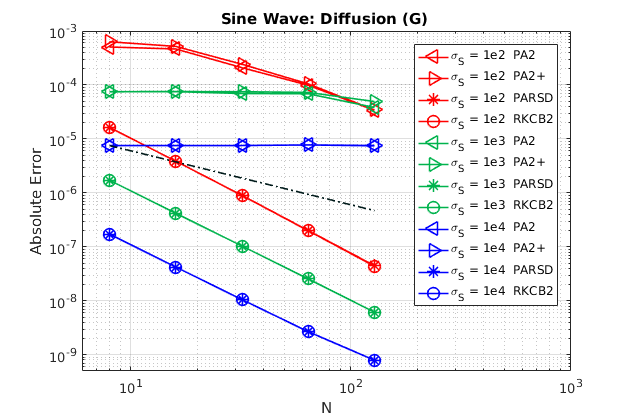 Sine Wave: Diffusion (G)
Absolute Error
10^-3
10^-4
10^-5
10^-6
10^-7
10^-8
10^-9
10^1
10^2
10^3
N
σ_S = 1e2 PA2
σ_S = 1e2 PA2+
σ_S = 1e2 PARSD
σ_S = 1e2 RKCB2
σ_S = 1e3 PA2
σ_S = 1e3 PA2+
σ_S = 1e3 PARSD
σ_S = 1e3 RKCB2
σ_S = 1e4 PA2
σ_S = 1e4 PA2+
σ_S = 1e4 PARSD
σ_S = 1e4 RKCB2